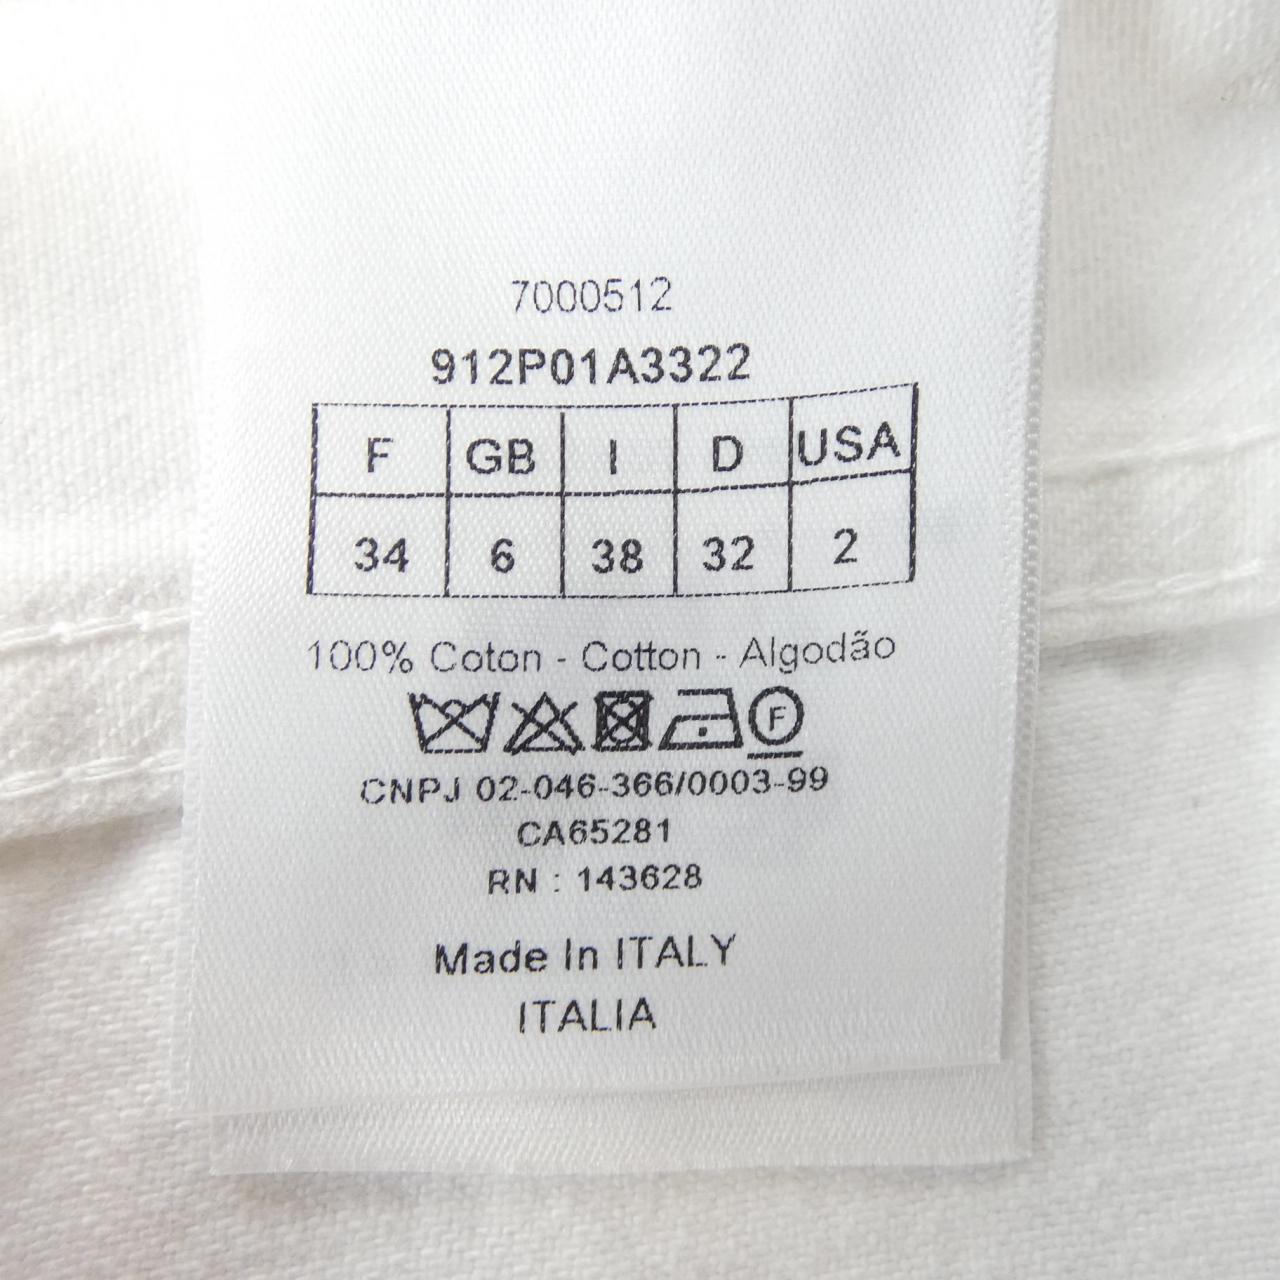 7000512
912P01A3322
F GB I D USA
34 6 38 32 2
100% Coton - Cotton - Algodão
F
CNPJ 02-046-366/0003-99
CA65281
RN : 143628
Made In ITALY
ITALIA